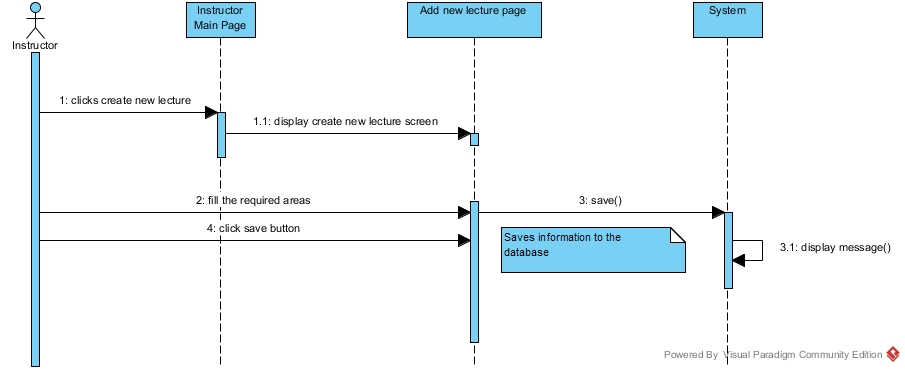 Instructor
Instructor
Main Page
Add new lecture page
System
1: clicks create new lecture
1.1: display create new lecture screen
2: fill the required areas
3: save()
4: click save button
Saves information to the
database
3.1: display message()
Powered By Visual Paradigm Community Edition